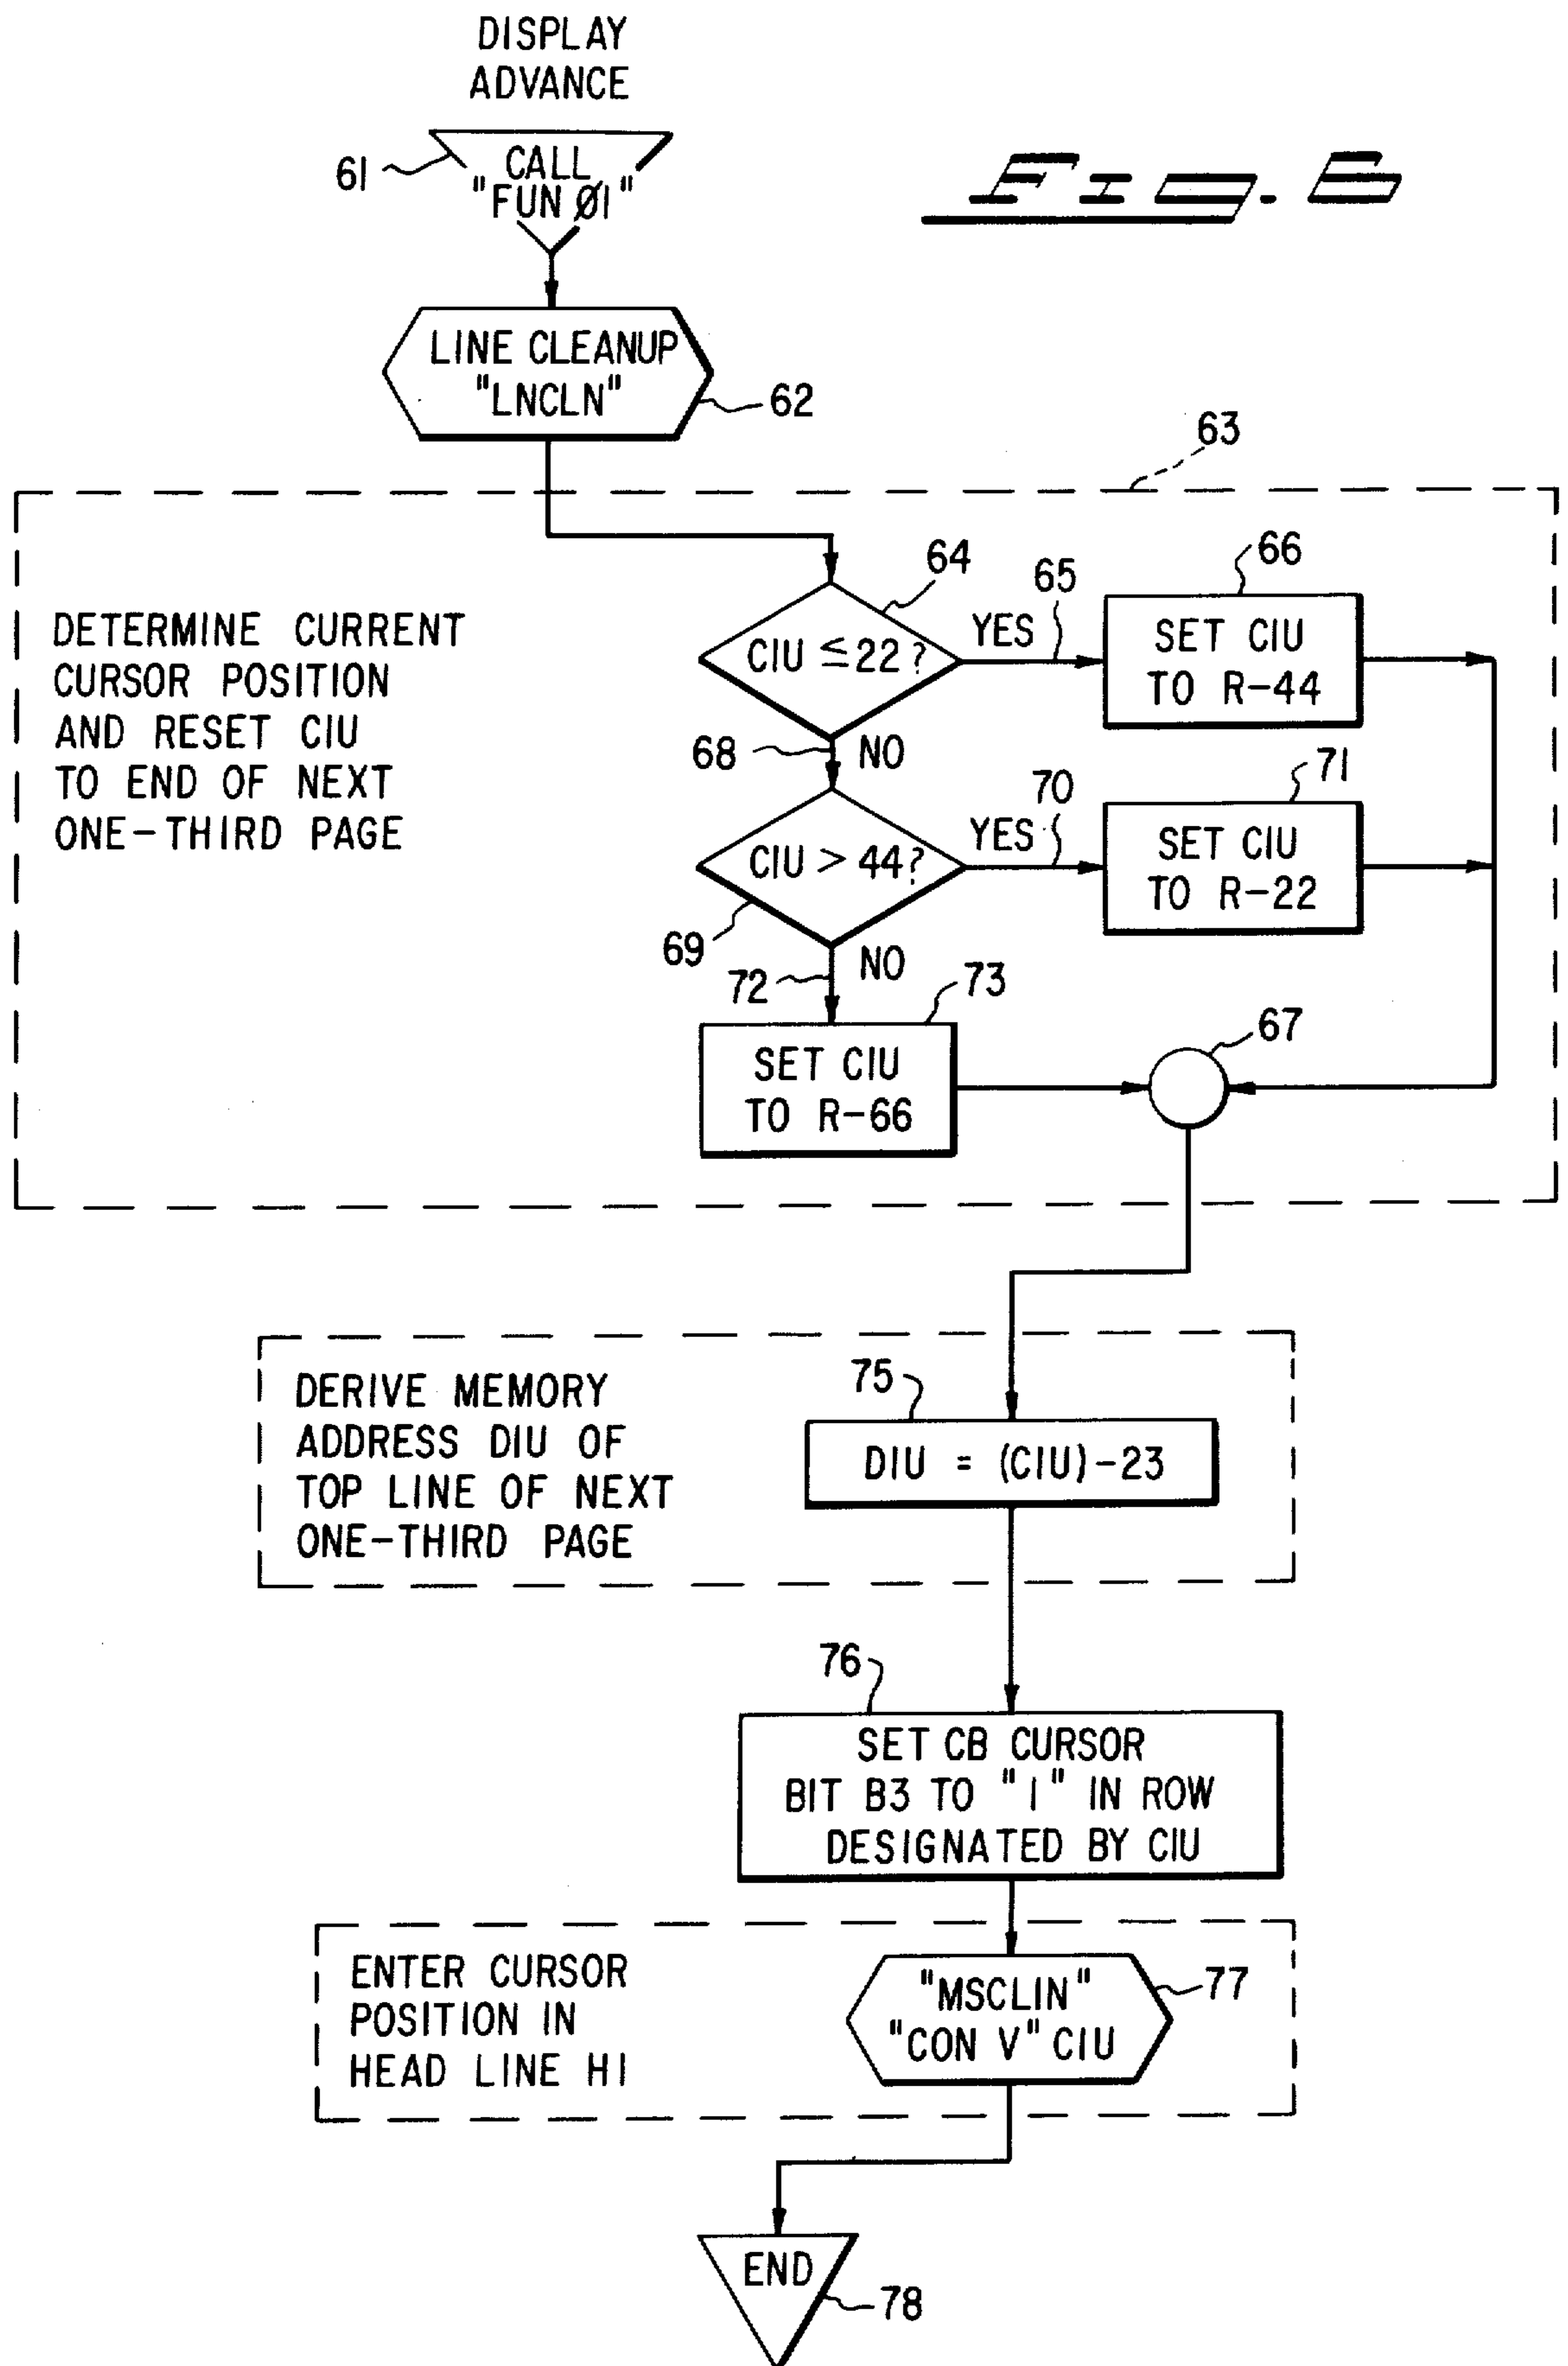 DISPLAY
ADVANCE
61
CALL
"FUN Ø1"
FIG. 6
LINE CLEANUP
"LNCLN"
62
63
DETERMINE CURRENT
CURSOR POSITION
AND RESET CIU
TO END OF NEXT
ONE-THIRD PAGE
64
CIU ≤ 22 ?
YES
65
66
SET CIU
TO R-44
68
NO
CIU > 44?
69
YES
70
71
SET CIU
TO R-22
72
NO
73
SET CIU
TO R-66
67
DERIVE MEMORY
ADDRESS DIU OF
TOP LINE OF NEXT
ONE-THIRD PAGE
75
DIU = (CIU)-23
76
SET CB CURSOR
BIT B3 TO "1" IN ROW
DESIGNATED BY CIU
ENTER CURSOR
POSITION IN
HEAD LINE H1
"MSCLIN"
"CON V" CIU
77
END
78